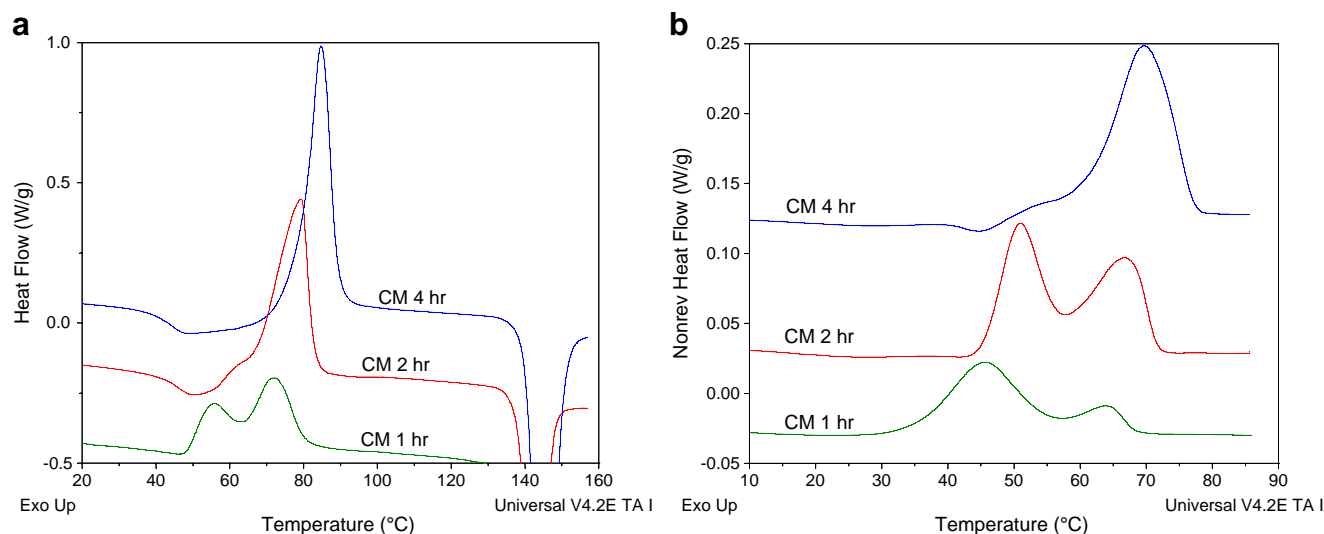 a
1.0
0.5
0.0
-0.5
Heat Flow (W/g)
CM 4 hr
CM 2 hr
CM 1 hr
20 40 60 80 100 120 140 160
Exo Up
Temperature (°C)
Universal V4.2E TA I
b
0.25
0.20
0.15
0.10
0.05
0.00
-0.05
Nonrev Heat Flow (W/g)
CM 4 hr
CM 2 hr
CM 1 hr
10 20 30 40 50 60 70 80 90
Exo Up
Temperature (°C)
Universal V4.2E TA I